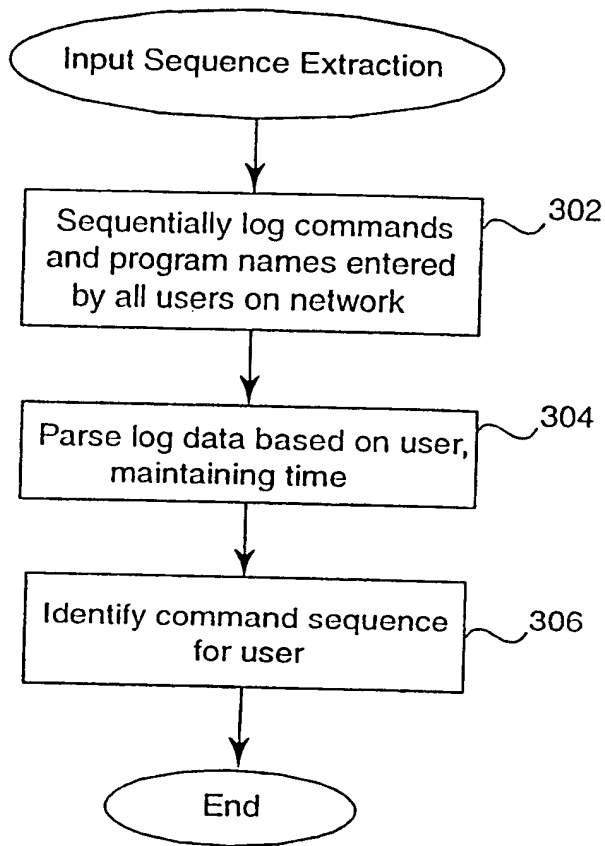 Input Sequence Extraction
Sequentially log commands
and program names entered
by all users on network
302
Parse log data based on user,
maintaining time
304
Identify command sequence
for user
306
End